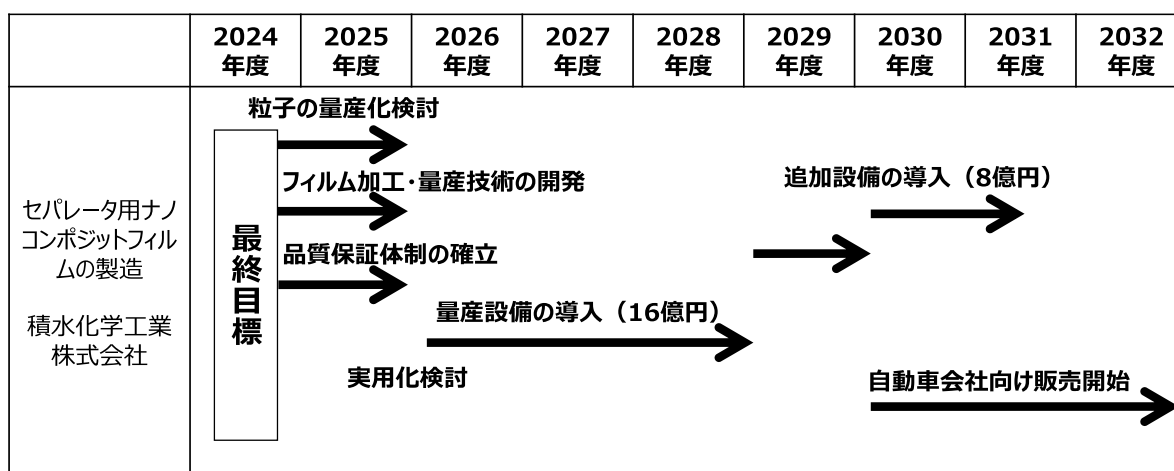 2024
年度
2025
年度
2026
年度
2027
年度
2028
年度
2029
年度
2030
年度
2031
年度
2032
年度
セパレータ用ナノ
コンポジットフィル
ムの製造
積水化学工業
株式会社
最終目標
粒子の量産化検討
フィルム加工・量産技術の開発
品質保証体制の確立
量産設備の導入（16億円）
実用化検討
追加設備の導入（8億円）
自動車会社向け販売開始